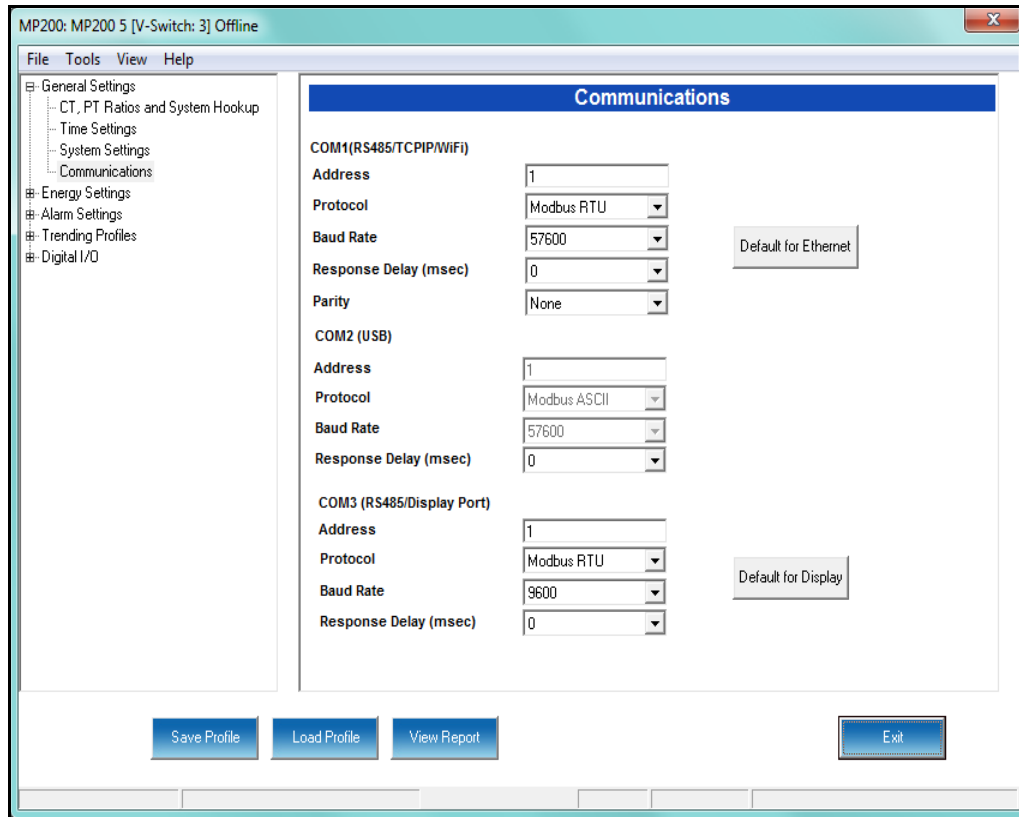 MP200: MP200 5 [V-Switch: 3] Offline
X
File Tools View Help
General Settings
CT, PT Ratios and System Hookup
Time Settings
System Settings
Communications
Energy Settings
Alarm Settings
Trending Profiles
Digital I/O
Communications
COM1(RS485/TCPIP/WiFi)
Address 1
Protocol Modbus RTU
Baud Rate 57600
Default for Ethernet
Response Delay (msec) 0
Parity None
COM2 (USB)
Address 1
Protocol Modbus ASCII
Baud Rate 57600
Response Delay (msec) 0
COM3 (RS485/Display Port)
Address 1
Protocol Modbus RTU
Default for Display
Baud Rate 9600
Response Delay (msec) 0
Save Profile Load Profile View Report Exit